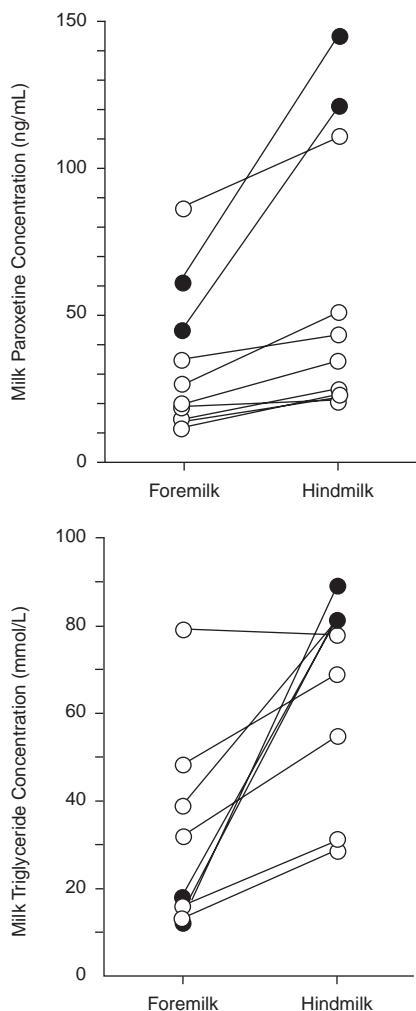 Milk Paroxetine Concentration (ng/mL)
150
100
50
0
Foremilk Hindmilk
Milk Triglyceride Concentration (mmol/L)
100
80
60
40
20
0
Foremilk Hindmilk